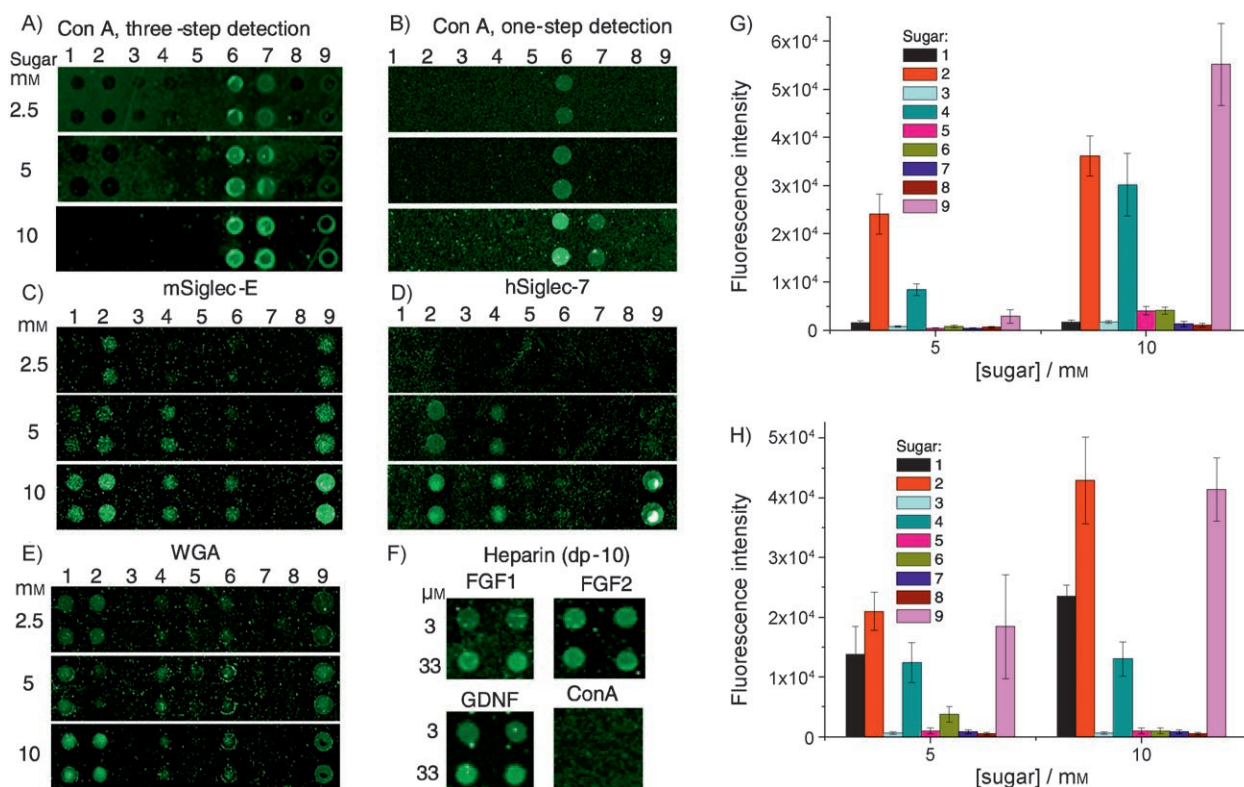 A) Con A, three-step detection
Sugar 1 2 3 4 5 6 7 8 9
mM
2.5
5
10
B) Con A, one-step detection
1 2 3 4 5 6 7 8 9
C) mSiglec-E
mM 1 2 3 4 5 6 7 8 9
2.5
5
10
D) hSiglec-7
1 2 3 4 5 6 7 8 9
E) WGA
mM 1 2 3 4 5 6 7 8 9
2.5
5
10
F) Heparin (dp-10)
µM FGF1 FGF2
3
33
GDNF ConA
3
33
G)
Fluorescence intensity
6x10⁴
5x10⁴
4x10⁴
3x10⁴
2x10⁴
1x10⁴
0
Sugar:
1
2
3
4
5
6
7
8
9
5 10
[sugar] / mM
H)
Fluorescence intensity
5x10⁴
4x10⁴
3x10⁴
2x10⁴
1x10⁴
0
Sugar:
1
2
3
4
5
6
7
8
9
5 10
[sugar] / mM